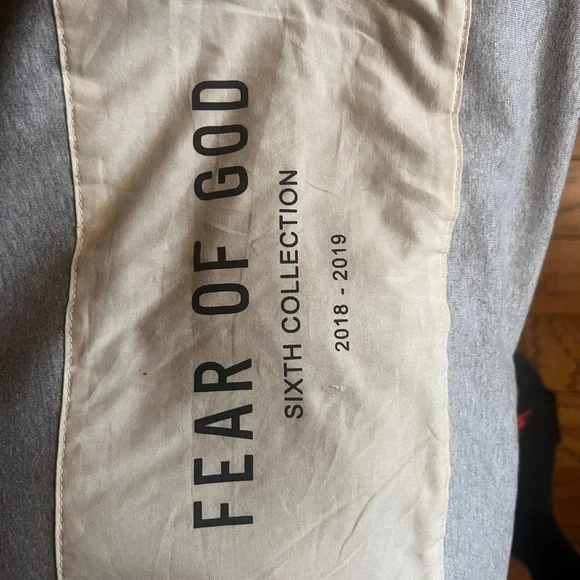 FEAR OF GOD
SIXTH COLLECTION
2018 - 2019